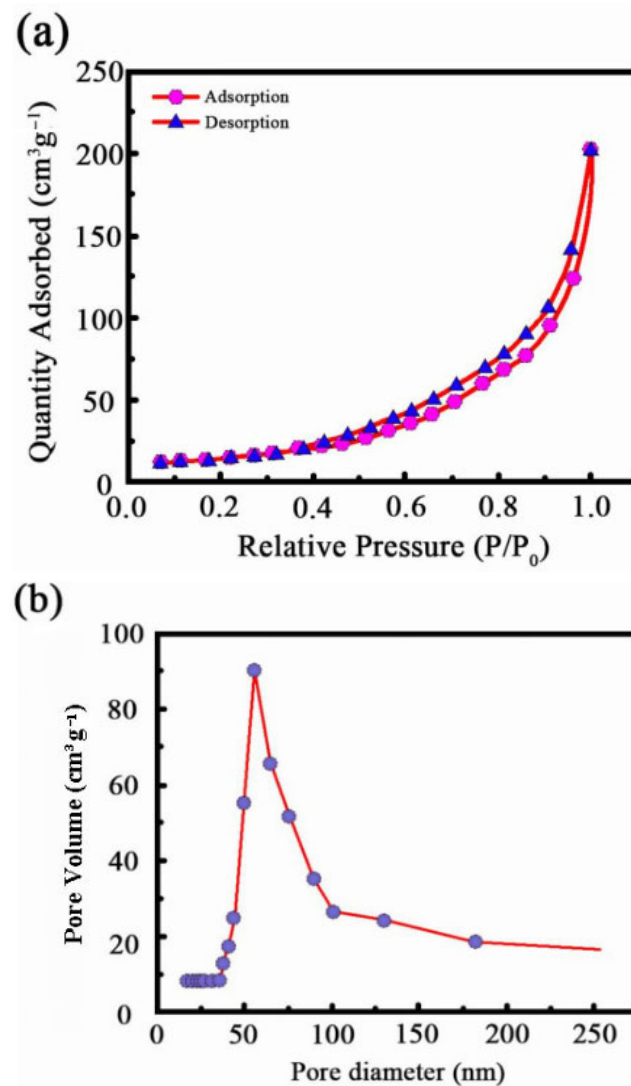 (a)
250
200
150
100
50
0
Quantity Adsorbed (cm³g⁻¹)
Adsorption
Desorption
0.0 0.2 0.4 0.6 0.8 1.0
Relative Pressure (P/P₀)
(b)
100
80
60
40
20
0
Pore Volume (cm³g⁻¹)
0 50 100 150 200 250
Pore diameter (nm)